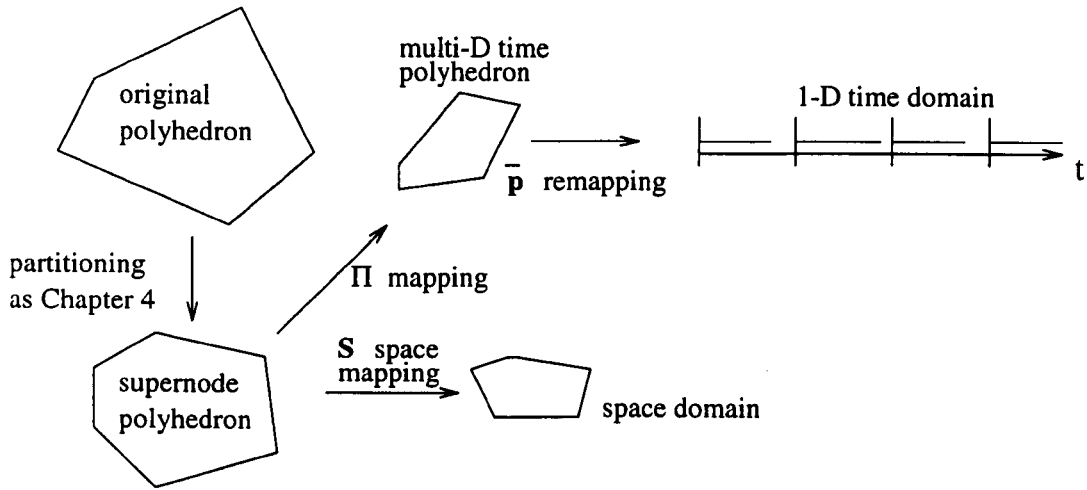 original
polyhedron
multi-D time
polyhedron
1-D time domain
p̅ remapping
t
partitioning
as Chapter 4
Π mapping
supernode
polyhedron
S space
mapping
space domain